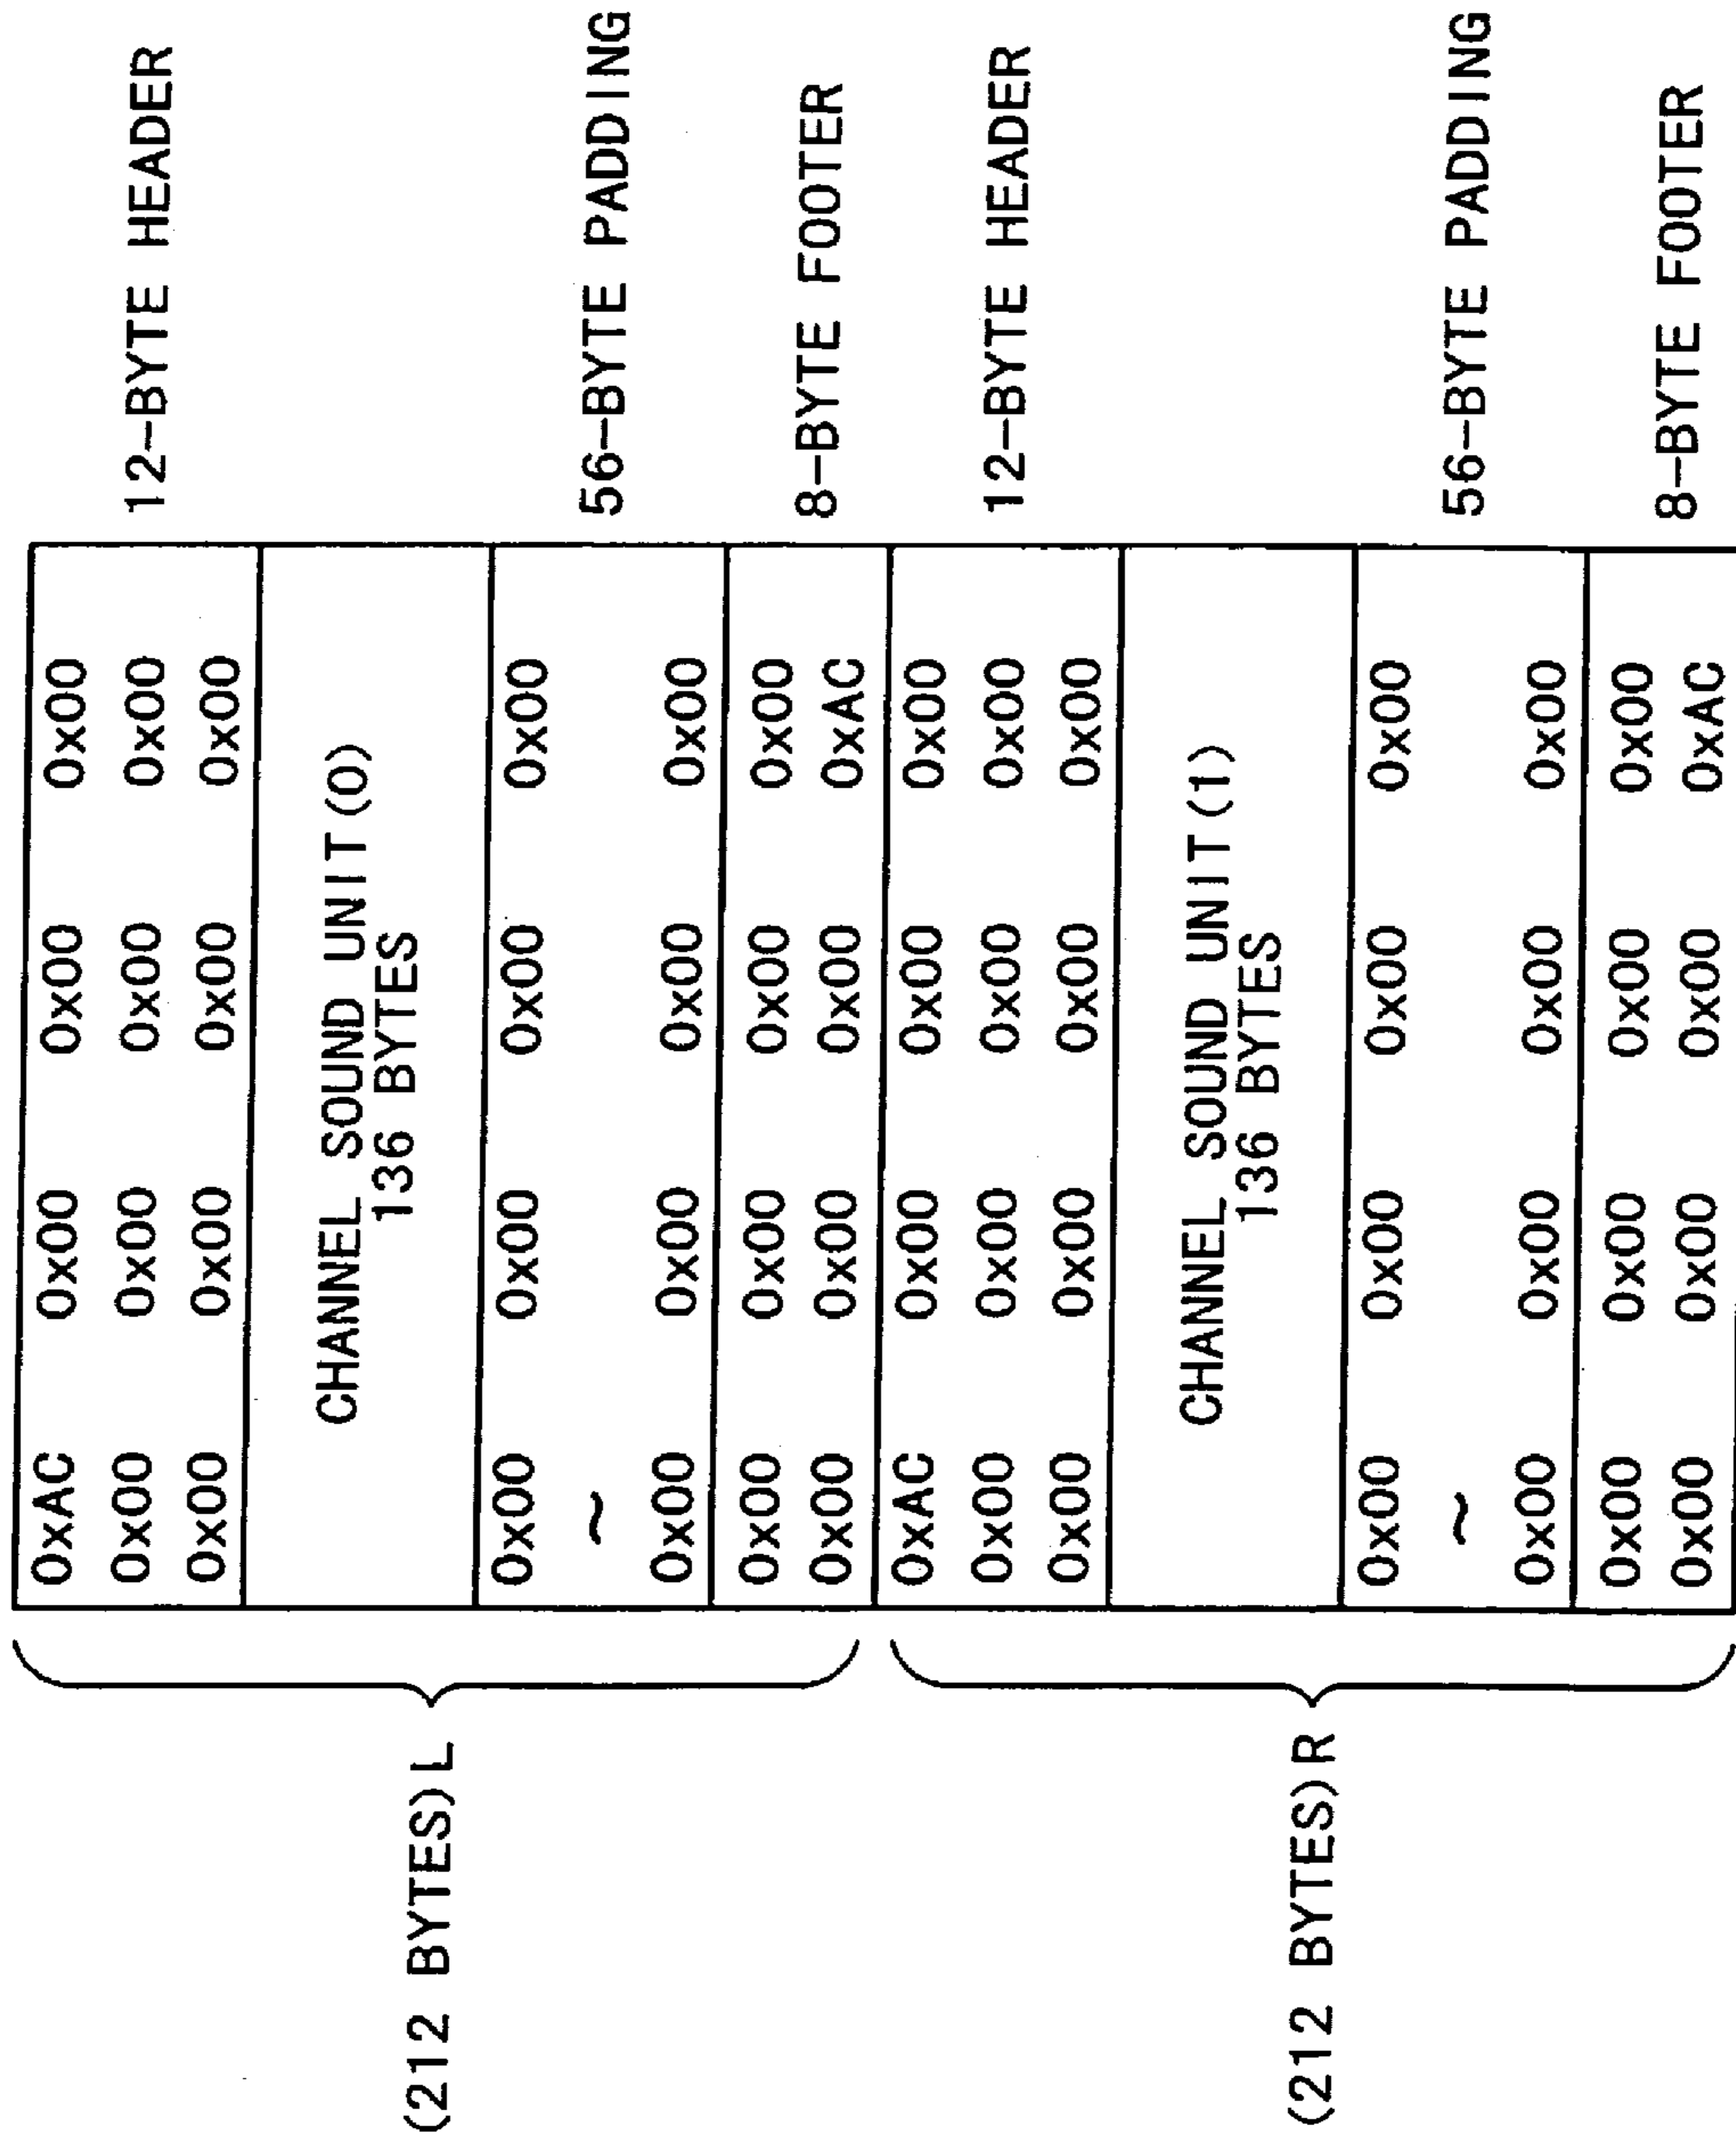 0xAC 0x00 0x00 0x00
0x00 0x00 0x00 0x00
0x00 0x00 0x00 0x00
12-BYTE HEADER
CHANNEL SOUND UNIT(0)
136 BYTES
0x00 0x00 0x00 0x00
~
0x00 0x00 0x00 0x00
56-BYTE PADDING
0x00 0x00 0x00 0x00
0x00 0x00 0x00 0xAC
8-BYTE FOOTER
(212 BYTES)L
0xAC 0x00 0x00 0x00
0x00 0x00 0x00 0x00
0x00 0x00 0x00 0x00
12-BYTE HEADER
CHANNEL SOUND UNIT(1)
136 BYTES
0x00 0x00 0x00 0x00
~
0x00 0x00 0x00 0x00
56-BYTE PADDING
0x00 0x00 0x00 0x00
0x00 0x00 0x00 0xAC
8-BYTE FOOTER
(212 BYTES)R